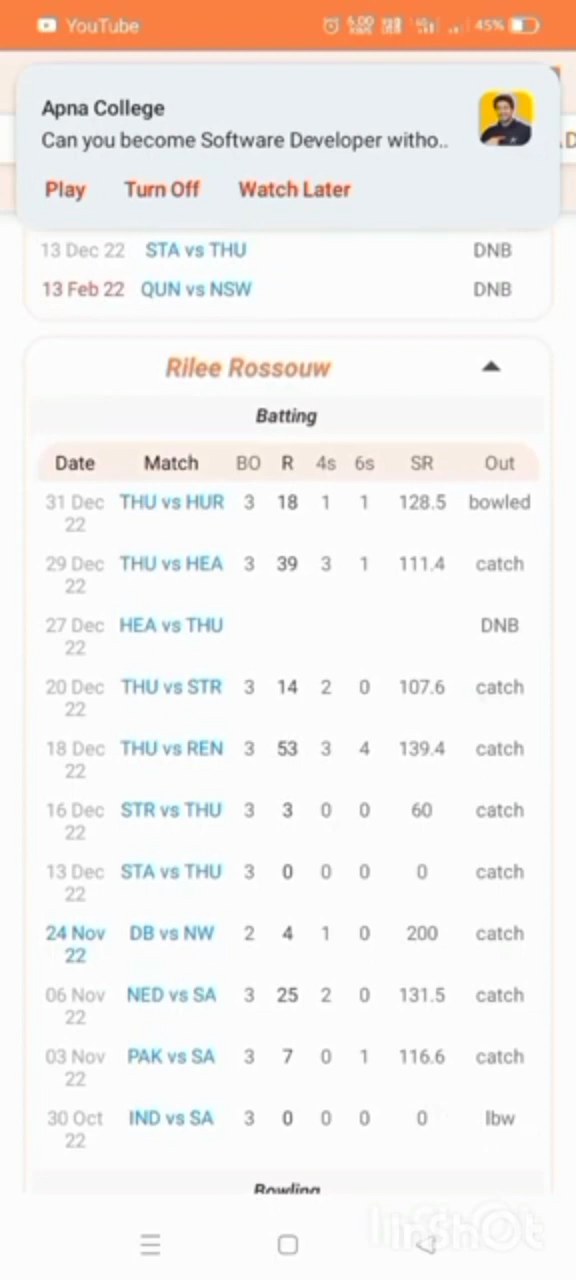 YouTube 45%
Apna College
Can you become Software Developer witho..
Play Turn Off Watch Later
13 Dec 22 STA vs THU DNB
13 Feb 22 QUN vs NSW DNB
Rilee Rossouw
Batting
Date Match BO R 4s 6s SR Out
31 Dec 22 THU vs HUR 3 18 1 1 128.5 bowled
29 Dec 22 THU vs HEA 3 39 3 1 111.4 catch
27 Dec 22 HEA vs THU DNB
20 Dec 22 THU vs STR 3 14 2 0 107.6 catch
18 Dec 22 THU vs REN 3 53 3 4 139.4 catch
16 Dec 22 STR vs THU 3 3 0 0 60 catch
13 Dec 22 STA vs THU 3 0 0 0 0 catch
24 Nov 22 DB vs NW 2 4 1 0 200 catch
06 Nov 22 NED vs SA 3 25 2 0 131.5 catch
03 Nov 22 PAK vs SA 3 7 0 1 116.6 catch
30 Oct 22 IND vs SA 3 0 0 0 0 lbw
Bowling
InShot